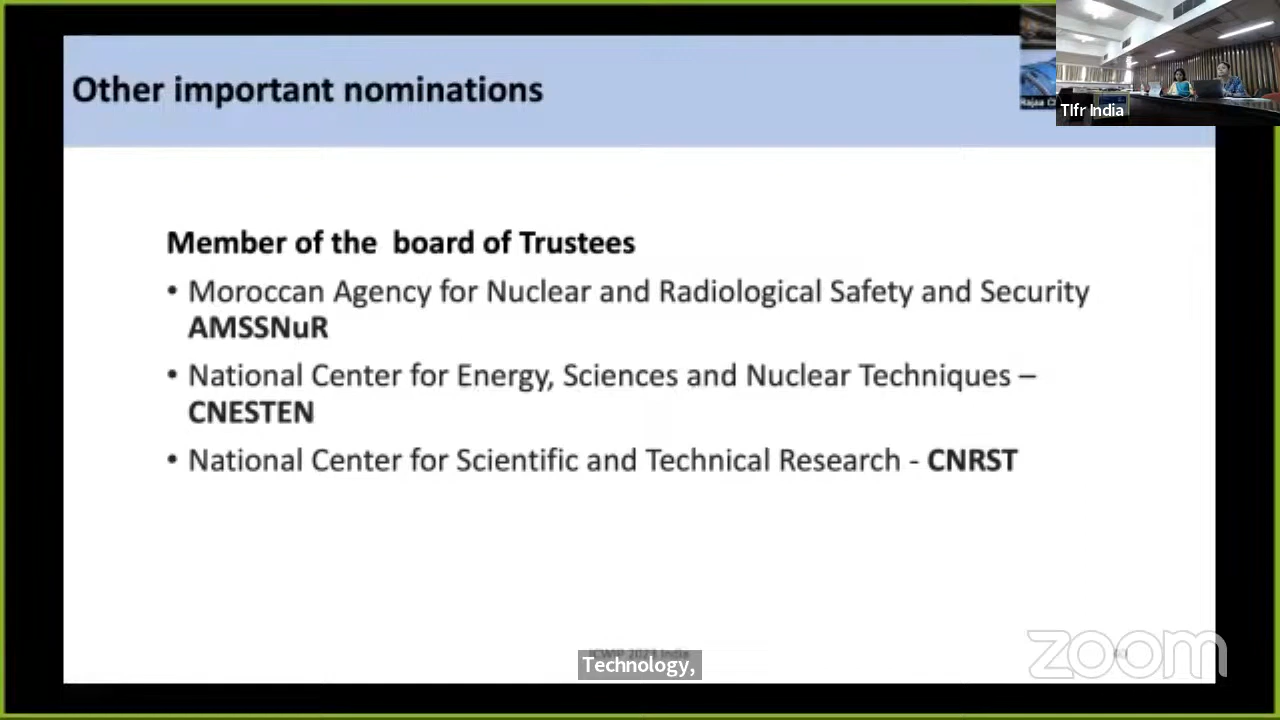 Other important nominations
TIfr India
Member of the board of Trustees
• Moroccan Agency for Nuclear and Radiological Safety and Security
AMSSNuR
• National Center for Energy, Sciences and Nuclear Techniques –
CNESTEN
• National Center for Scientific and Technical Research - CNRST
Technology,
zoom